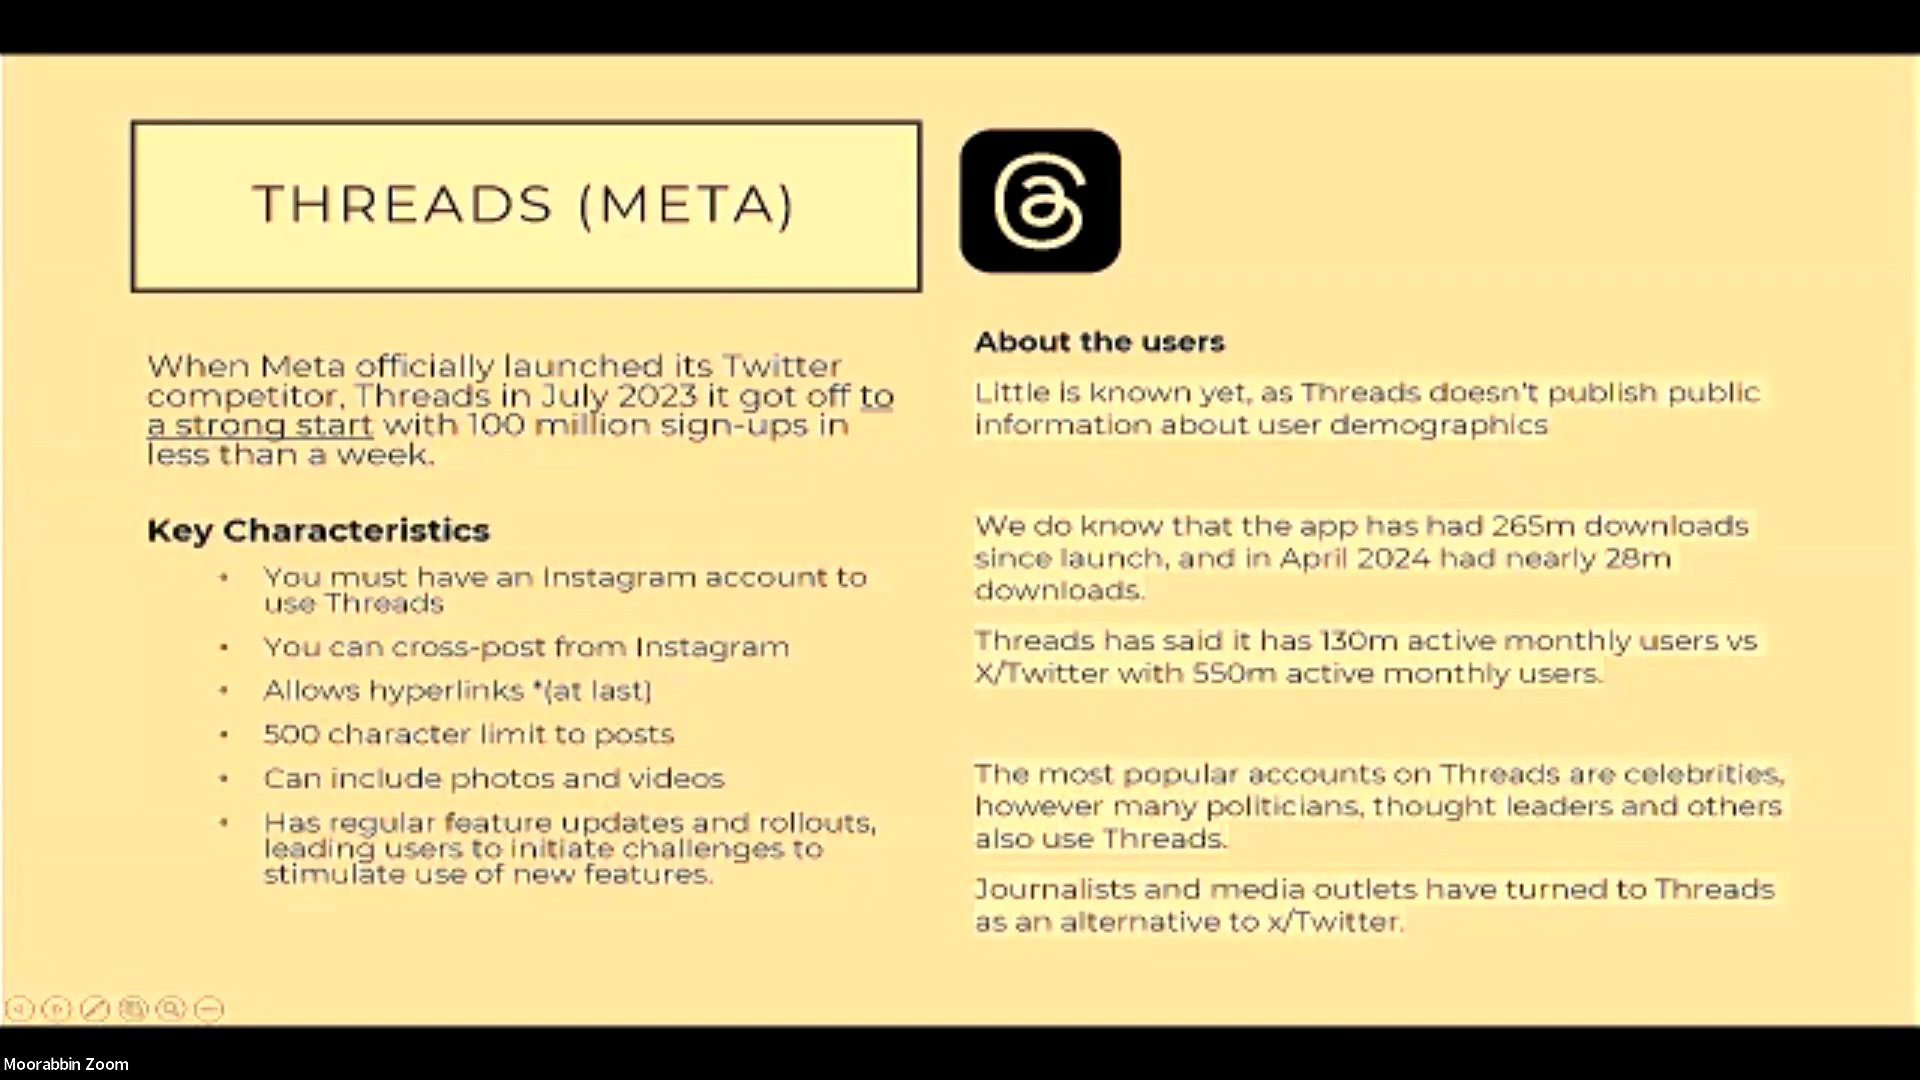 THREADS (META)
When Meta officially launched its Twitter
competitor, Threads in July 2023 it got off to
a strong start with 100 million sign-ups in
less than a week.
Key Characteristics
• You must have an Instagram account to
use Threads
• You can cross-post from Instagram
• Allows hyperlinks *(at last)
• 500 character limit to posts
• Can include photos and videos
• Has regular feature updates and rollouts,
leading users to initiate challenges to
stimulate use of new features.
About the users
Little is known yet, as Threads doesn't publish public
information about user demographics
We do know that the app has had 265m downloads
since launch, and in April 2024 had nearly 28m
downloads.
Threads has said it has 130m active monthly users vs
X/Twitter with 550m active monthly users.
The most popular accounts on Threads are celebrities,
however many politicians, thought leaders and others
also use Threads.
Journalists and media outlets have turned to Threads
as an alternative to x/Twitter.
Moorabbin Zoom